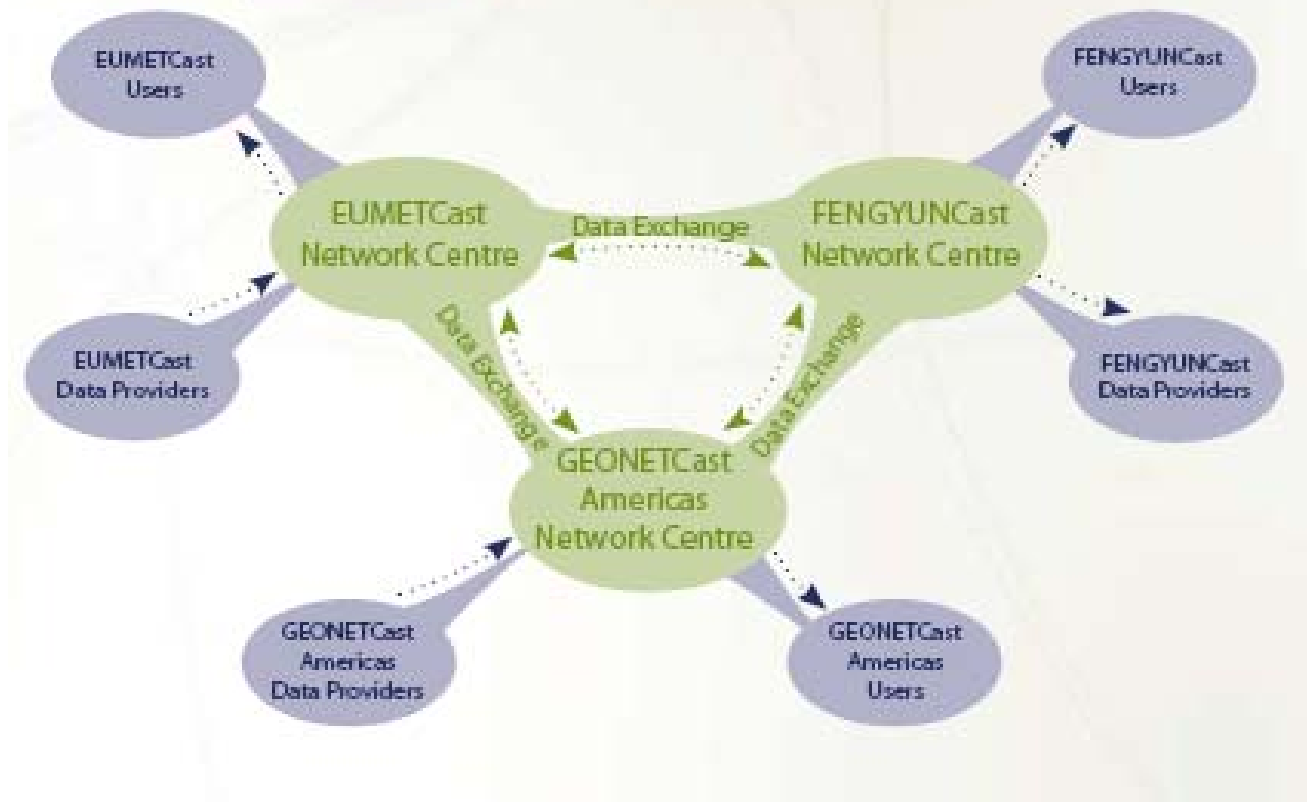 EUMETCast
Users
FENGYUNCast
Users
EUMETCast
Network Centre
Data Exchange
FENGYUNCast
Network Centre
EUMETCast
Data Providers
Data Exchange
Data Exchange
FENGYUNCast
Data Providers
GEONETCast
Americas
Network Centre
GEONETCast
Americas
Data Providers
GEONETCast
Americas
Users